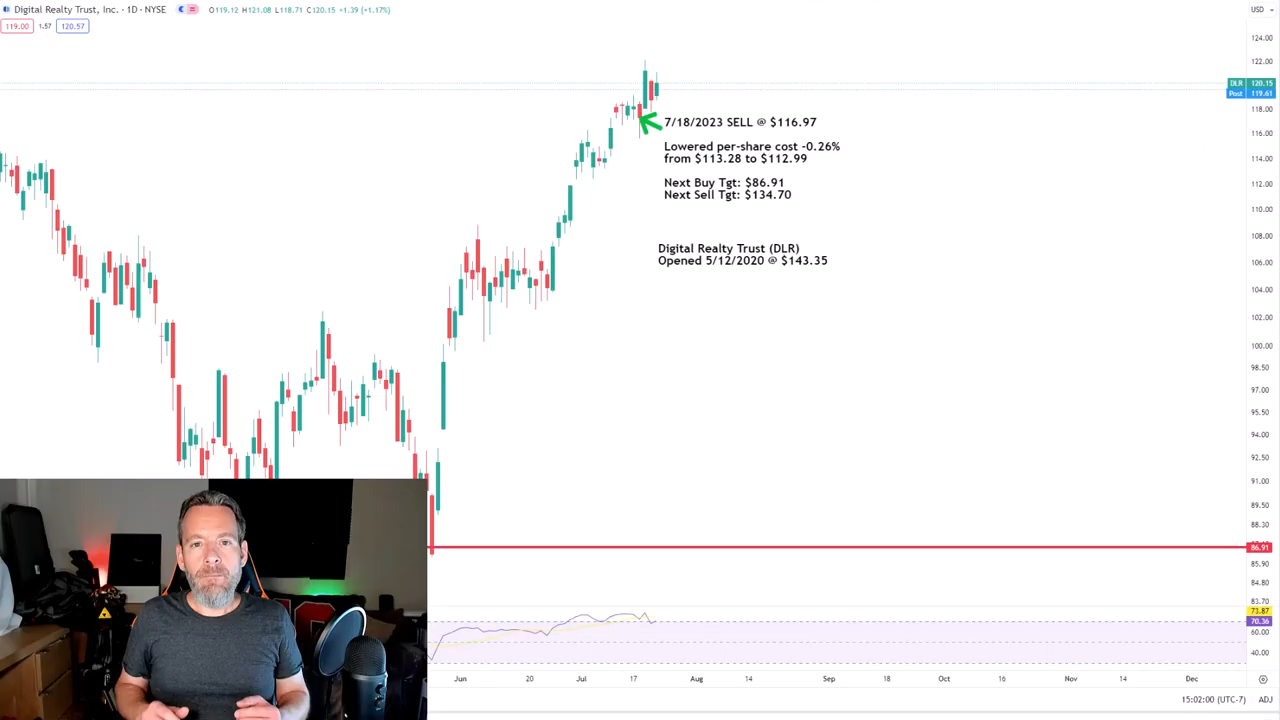 Digital Realty Trust, Inc. · 1D · NYSE
O119.12 H121.08 L118.71 C120.15 +1.39 (+1.17%)
USD
119.00 1.57 120.57
124.00
122.00
DLR 120.15
Post 119.61
118.00
116.00
114.00
112.00
110.00
108.00
106.00
104.00
102.00
100.00
98.50
97.00
95.50
94.00
92.50
91.00
89.50
88.30
86.91
85.90
84.80
83.70
73.87
70.36
60.00
40.00
7/18/2023 SELL @ $116.97
Lowered per-share cost -0.26%
from $113.28 to $112.99
Next Buy Tgt: $86.91
Next Sell Tgt: $134.70
Digital Realty Trust (DLR)
Opened 5/12/2020 @ $143.35
Jun 20 Jul 17 Aug 14 Sep 18 Oct 16 Nov 14 Dec
15:02:00 (UTC-7) ADJ